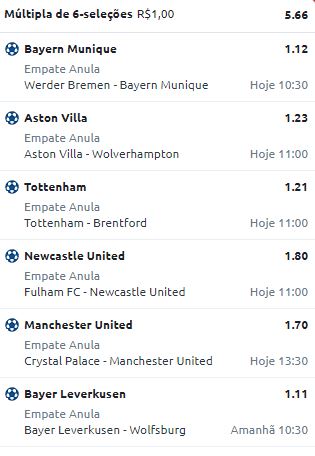 Múltipla de 6-seleções R$1,00 5.66
Bayern Munique 1.12
Empate Anula
Werder Bremen - Bayern Munique Hoje 10:30
Aston Villa 1.23
Empate Anula
Aston Villa - Wolverhampton Hoje 11:00
Tottenham 1.21
Empate Anula
Tottenham - Brentford Hoje 11:00
Newcastle United 1.80
Empate Anula
Fulham FC - Newcastle United Hoje 11:00
Manchester United 1.70
Empate Anula
Crystal Palace - Manchester United Hoje 13:30
Bayer Leverkusen 1.11
Empate Anula
Bayer Leverkusen - Wolfsburg Amanhã 10:30